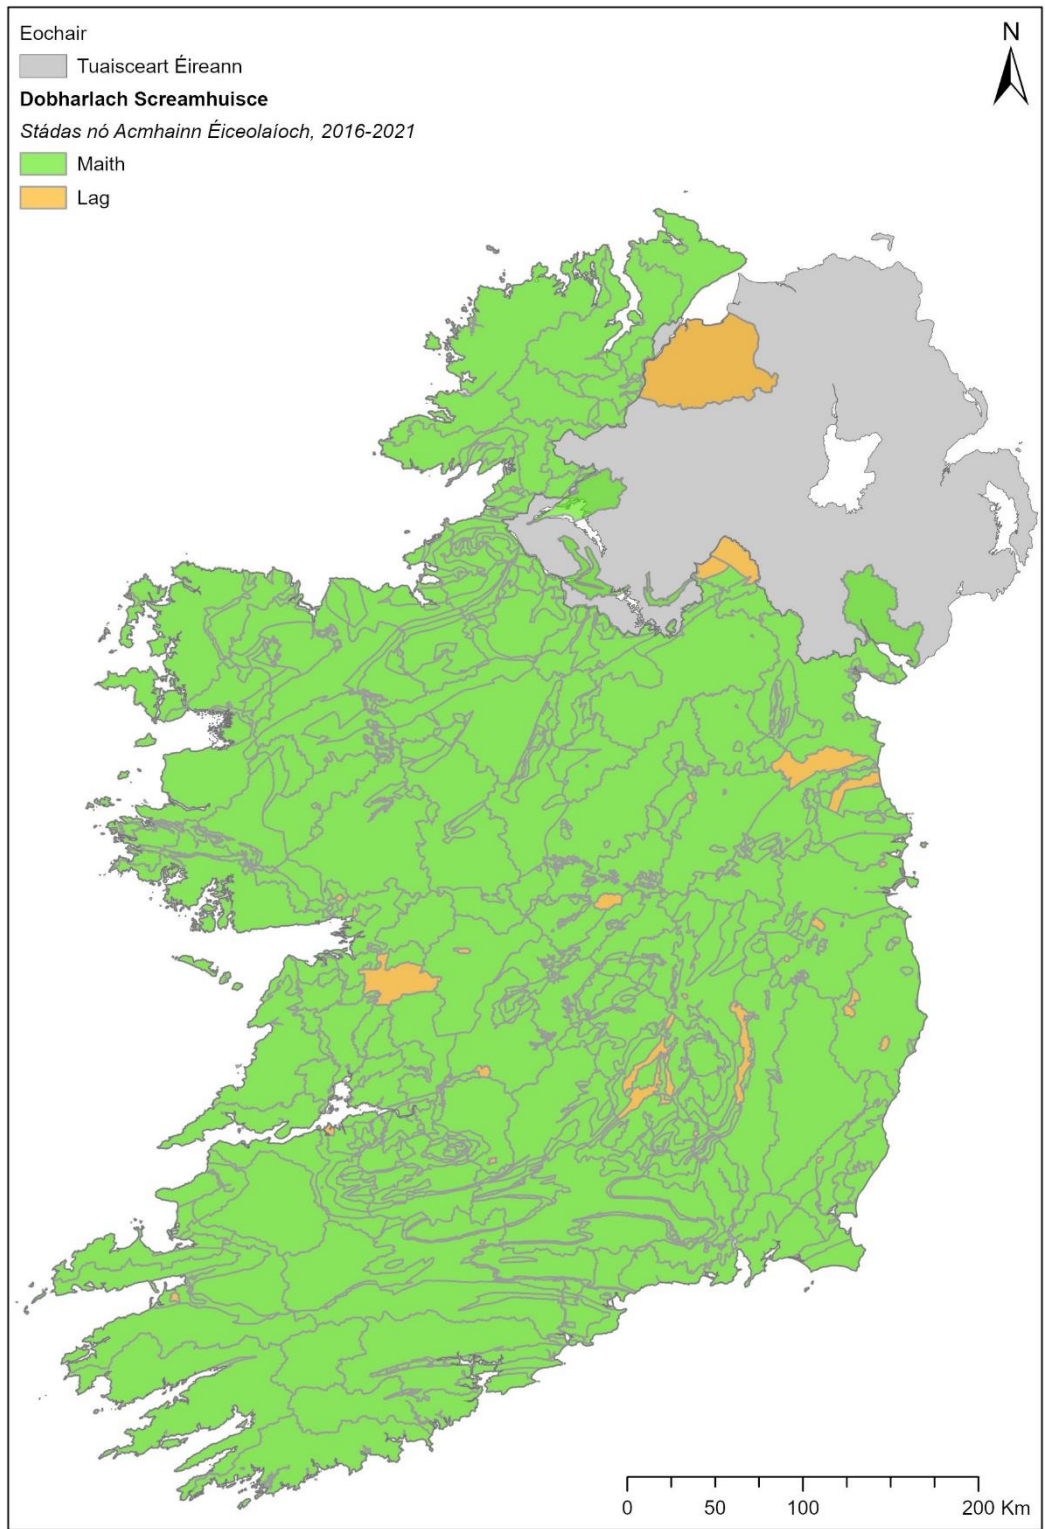 Eochair
N
Tuaisceart Éireann
Dobharlach Screamhuisce
Stádas nó Acmhainn Éiceolaíoch, 2016-2021
Maith
Lag
0 50 100 200 Km